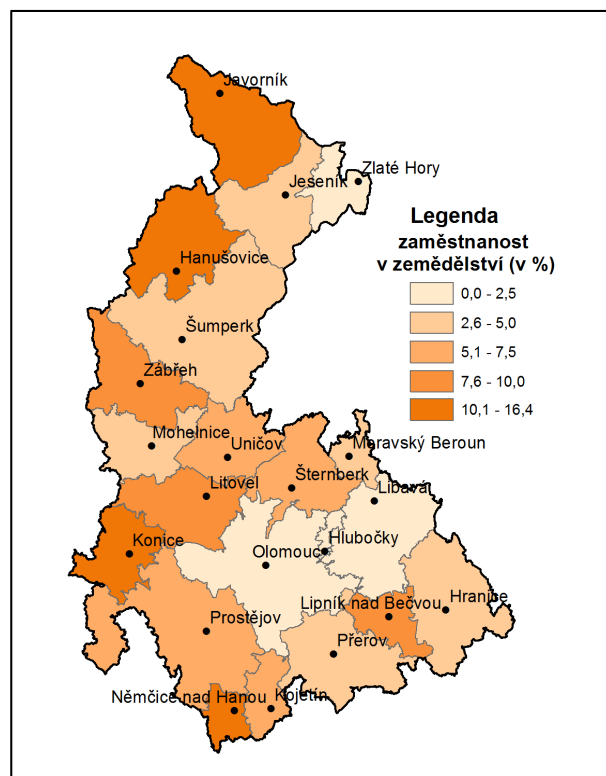 Javorník
Zlaté Hory
Jeseník
Legenda
zaměstnanost
v zemědělství (v %)
0,0 - 2,5
2,6 - 5,0
5,1 - 7,5
7,6 - 10,0
10,1 - 16,4
Hanušovice
Šumperk
Zábřeh
Mohelnice
Uničov
Moravský Beroun
Šternberk
Litovel
Libavá
Konice
Olomouc
Hlubočky
Lipník nad Bečvou
Hranice
Prostějov
Přerov
Němčice nad Hanou
Kojetín